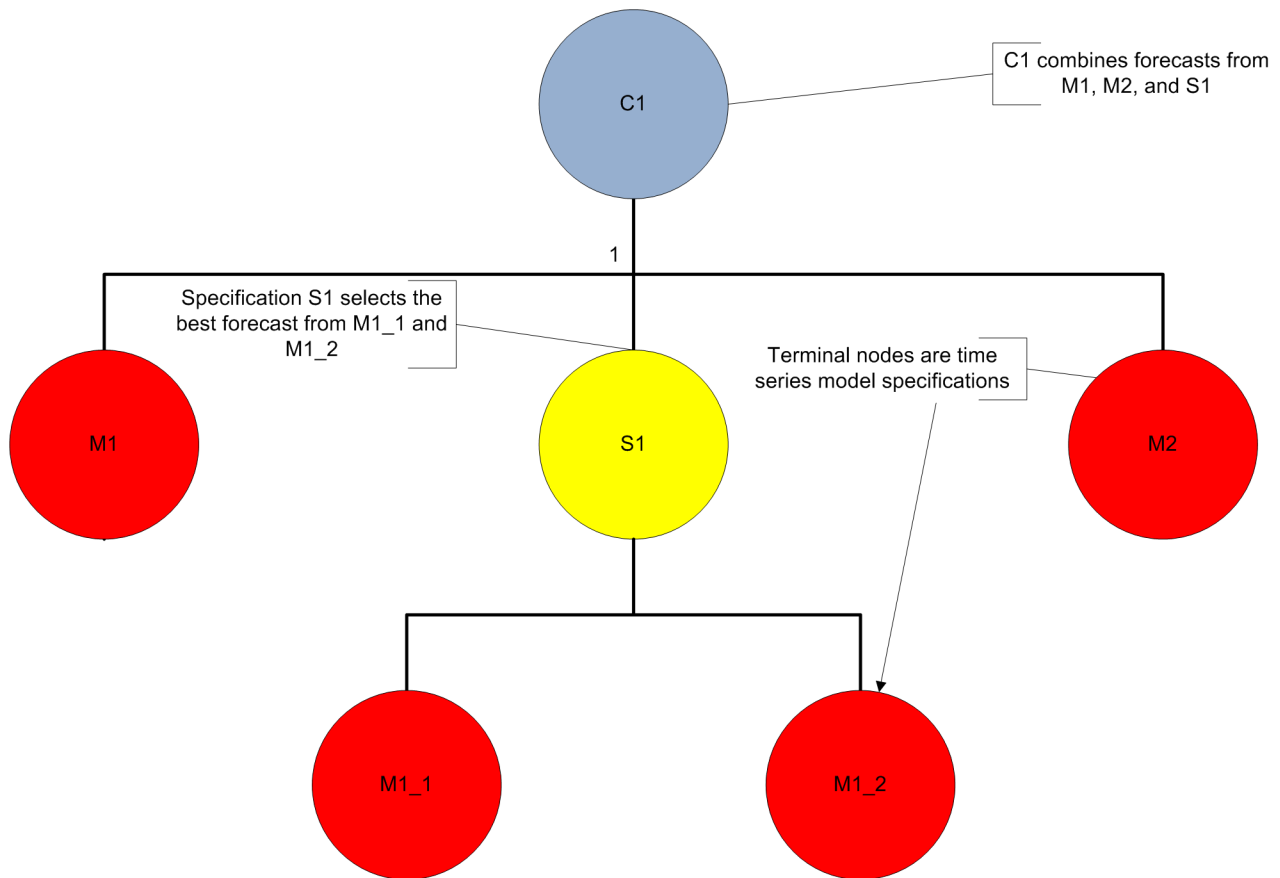 C1
C1 combines forecasts from
M1, M2, and S1
1
Specification S1 selects the
best forecast from M1_1 and
M1_2
Terminal nodes are time
series model specifications
M1
S1
M2
M1_1
M1_2